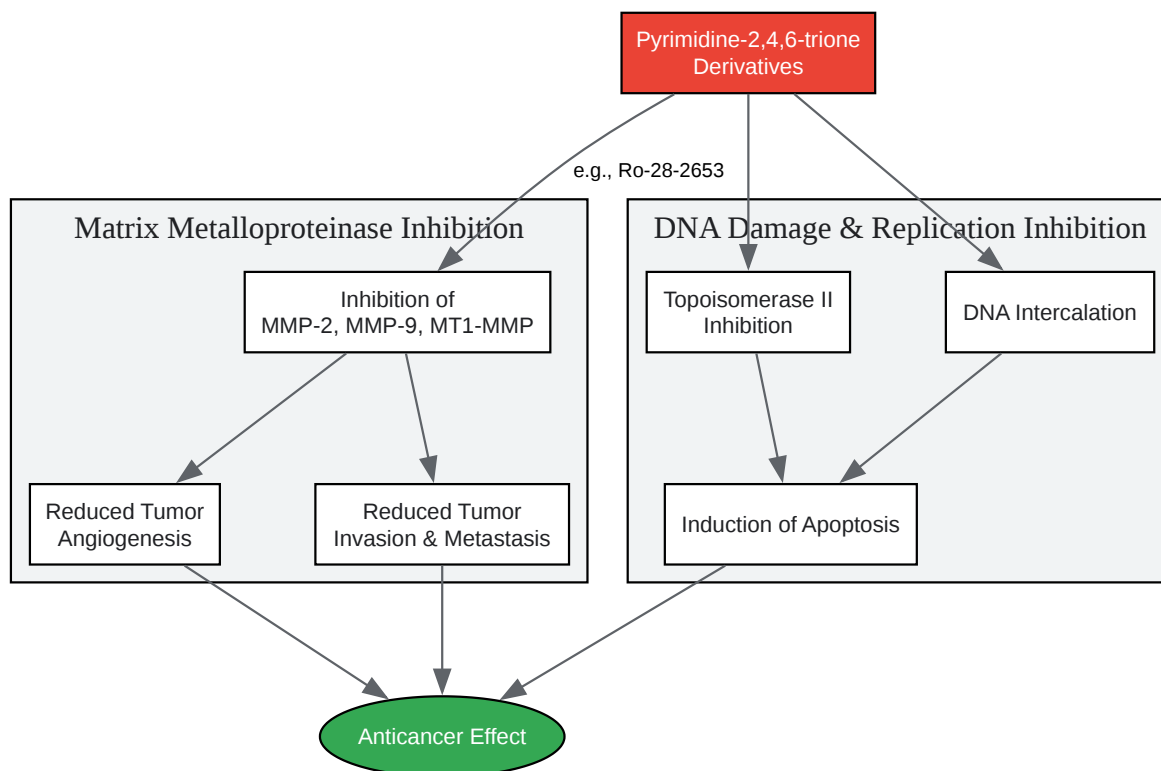 Pyrimidine-2,4,6-trione
Derivatives
e.g., Ro-28-2653
Matrix Metalloproteinase Inhibition
DNA Damage & Replication Inhibition
Inhibition of
MMP-2, MMP-9, MT1-MMP
Topoisomerase II
Inhibition
DNA Intercalation
Reduced Tumor
Angiogenesis
Reduced Tumor
Invasion & Metastasis
Induction of Apoptosis
Anticancer Effect